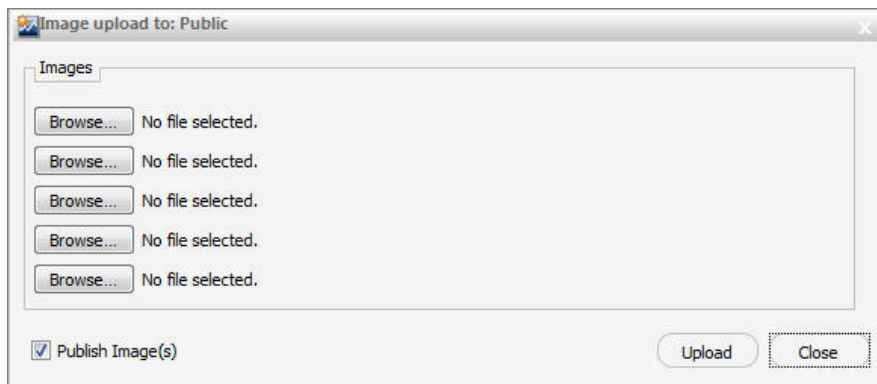 Image upload to: Public
Images
Browse... No file selected.
Browse... No file selected.
Browse... No file selected.
Browse... No file selected.
Browse... No file selected.
Publish Image(s)
Upload Close